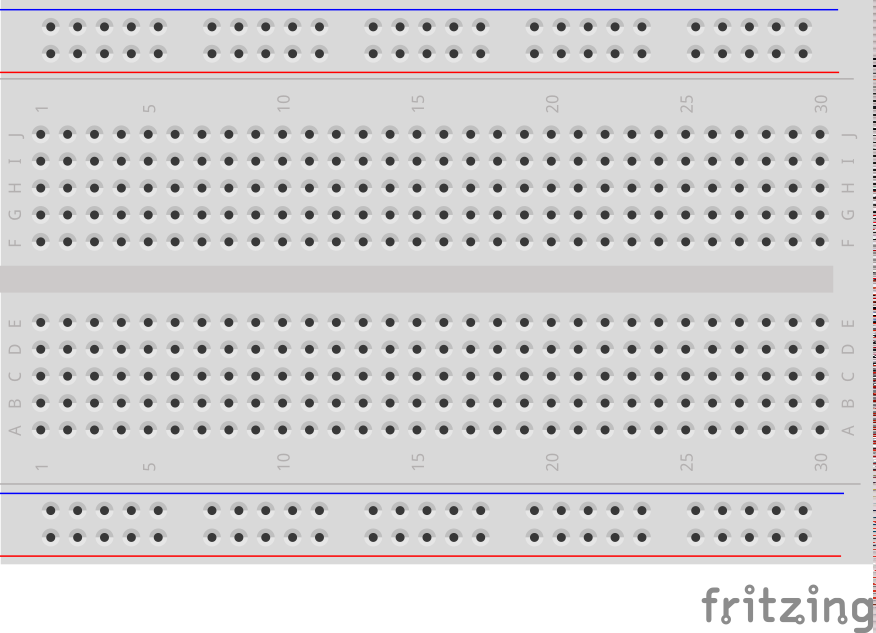 1 5 10 15 20 25 30
J J
I I
H H
G G
F F
E E
D D
C C
B B
A A
1 5 10 15 20 25 30
fritzing